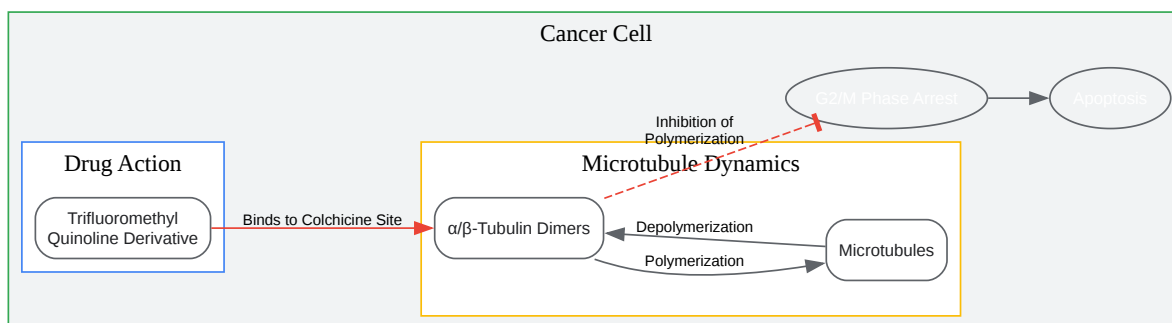 Cancer Cell
G2/M Phase Arrest
Apoptosis
Inhibition of
Polymerization
Drug Action
Microtubule Dynamics
Trifluoromethyl
Quinoline Derivative
Binds to Colchicine Site
α/β-Tubulin Dimers
Depolymerization
Polymerization
Microtubules